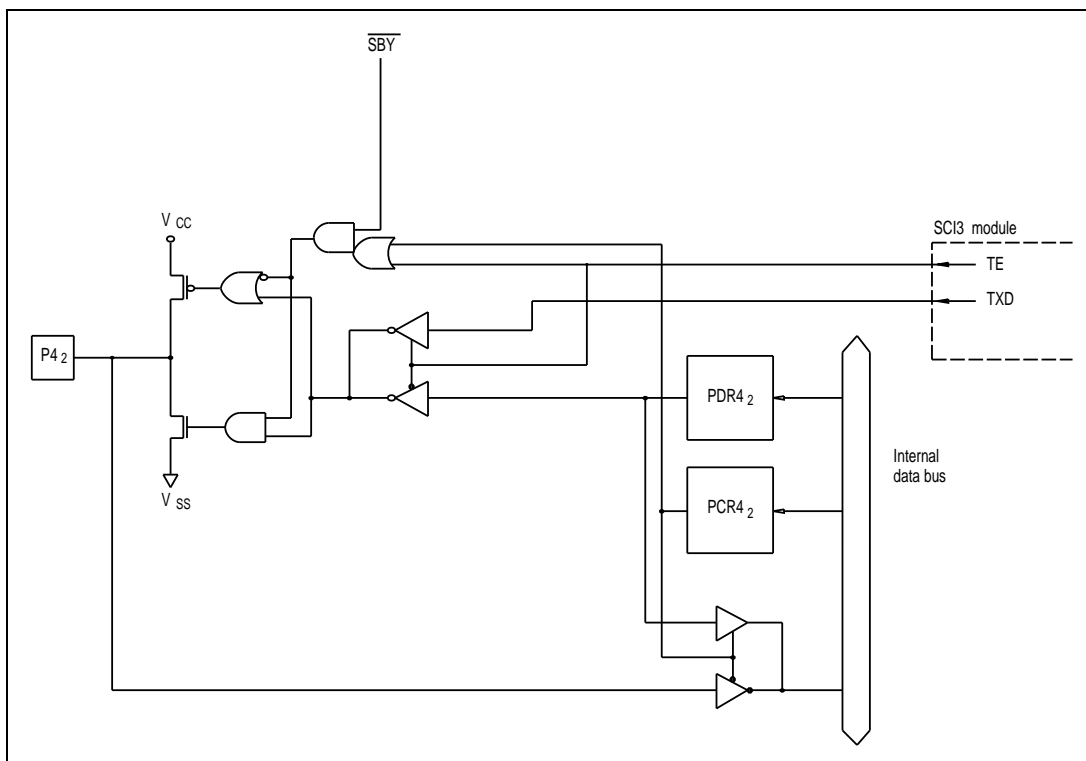 SBY
V CC
SCI3 module
TE
TXD
P4 2
PDR4 2
Internal
data bus
PCR4 2
V SS